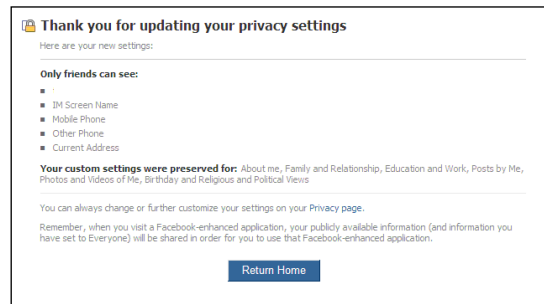 Thank you for updating your privacy settings
Here are your new settings:
Only friends can see:
IM Screen Name
Mobile Phone
Other Phone
Current Address
Your custom settings were preserved for: About me, Family and Relationship, Education and Work, Posts by Me,
Photos and Videos of Me, Birthday and Religious and Political Views
You can always change or further customize your settings on your Privacy page.
Remember, when you visit a Facebook-enhanced application, your publicly available information (and information you
have set to Everyone) will be shared in order for you to use that Facebook-enhanced application.
Return Home